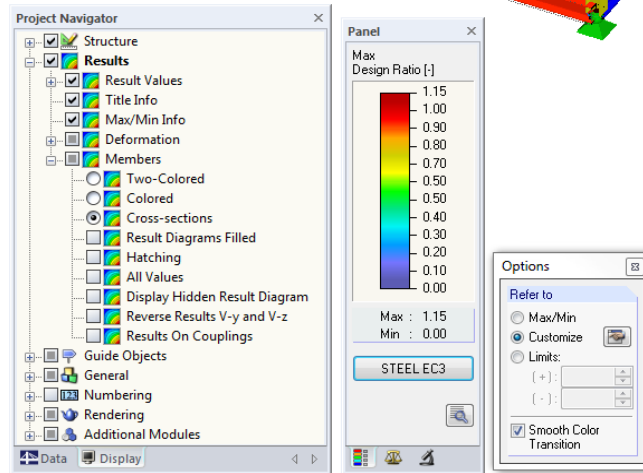 Project Navigator
Structure
Results
Result Values
Title Info
Max/Min Info
Deformation
Members
Two-Colored
Colored
Cross-sections
Result Diagrams Filled
Hatching
All Values
Display Hidden Result Diagram
Reverse Results V-y and V-z
Results On Couplings
Guide Objects
General
123 Numbering
Rendering
Additional Modules
Data Display
Panel
Max
Design Ratio [-]
1.15
1.00
0.90
0.80
0.70
0.50
0.50
0.40
0.30
0.20
0.10
0.00
Max : 1.15
Min : 0.00
STEEL EC3
Options
Refer to
Max/Min
Customize
Limits:
(+):
(-):
Smooth Color
Transition